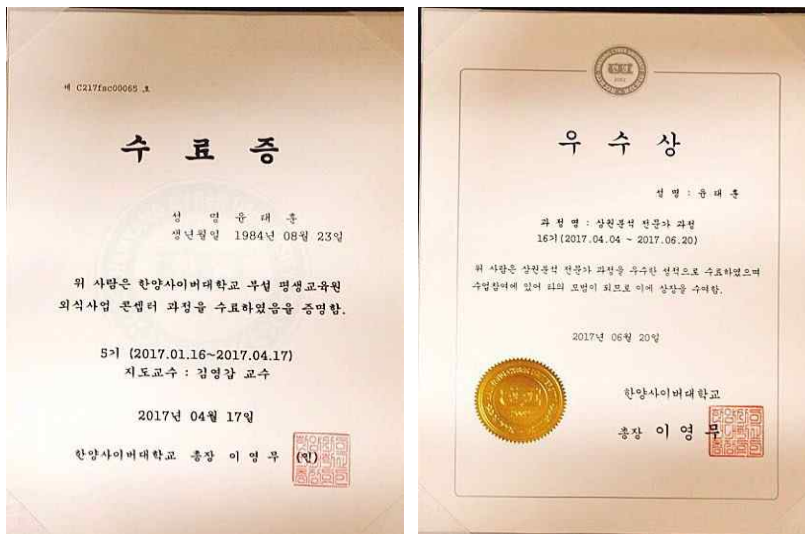 제 C217fac00065 호
수 료 증
성 명 윤 태 훈
생년월일 1984년 08월 23일
위 사람은 한양사이버대학교 부설 평생교육원
외식사업 콘셉터 과정을 수료하였음을 증명함.
5기 (2017.01.16~2017.04.17)
지도교수 : 김영갑 교수
2017년 04월 17일
한양사이버대학교 총장 이 영 무 (인)
우 수 상
성 명 : 윤 태 훈
과 정 명 : 상권분석 전문가 과정
16기(2017.04.04 ~ 2017.06.20)
위 사람은 상권분석 전문가 과정을 우수한 성적으로 수료하였으며
수업참여에 있어 타의 모범이 되므로 이에 상장을 수여함.
2017년 06월 20일
한양사이버대학교
총장 이 영 무